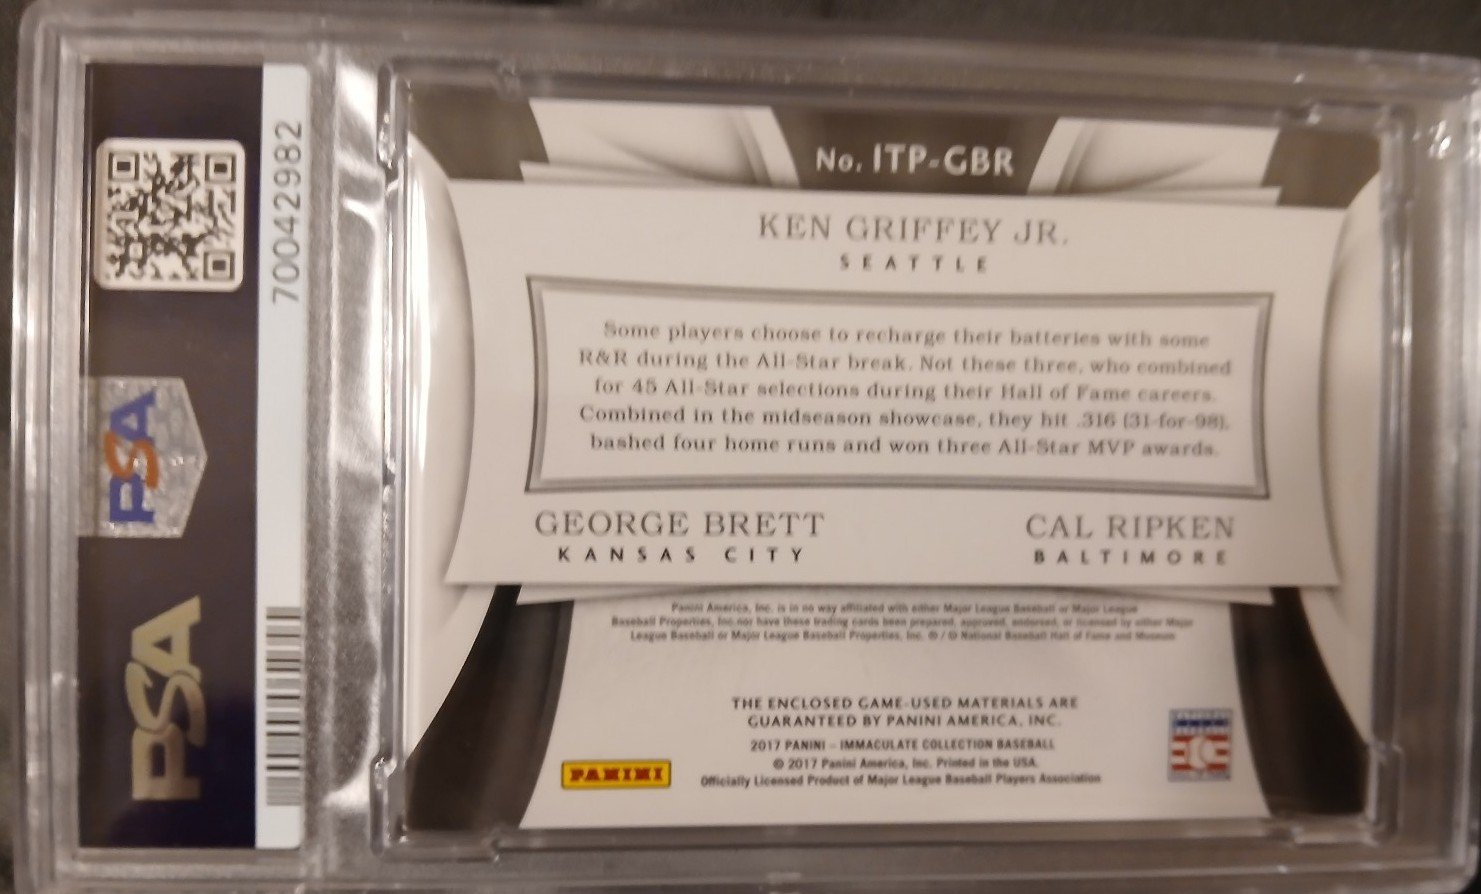 70042982
PSA
PSA
No. ITP-GBR
KEN GRIFFEY JR.
SEATTLE
Some players choose to recharge their batteries with some
R&R during the All-Star break. Not these three, who combined
for 45 All-Star selections during their Hall of Fame careers.
Combined in the midseason showcase, they hit .316 (31-for-98),
bashed four home runs and won three All-Star MVP awards.
GEORGE BRETT
KANSAS CITY
CAL RIPKEN
BALTIMORE
Panini America, Inc. is in no way affiliated with either Major League Baseball or Major League
Baseball Properties, Inc. nor have these trading cards been prepared, approved, endorsed, or licensed by either Major
League Baseball or Major League Baseball Properties, Inc. © / ® National Baseball Hall of Fame and Museum
THE ENCLOSED GAME-USED MATERIALS ARE
GUARANTEED BY PANINI AMERICA, INC.
2017 PANINI – IMMACULATE COLLECTION BASEBALL
© 2017 Panini America, Inc. Printed in the USA.
Officially Licensed Product of Major League Baseball Players Association
PANINI